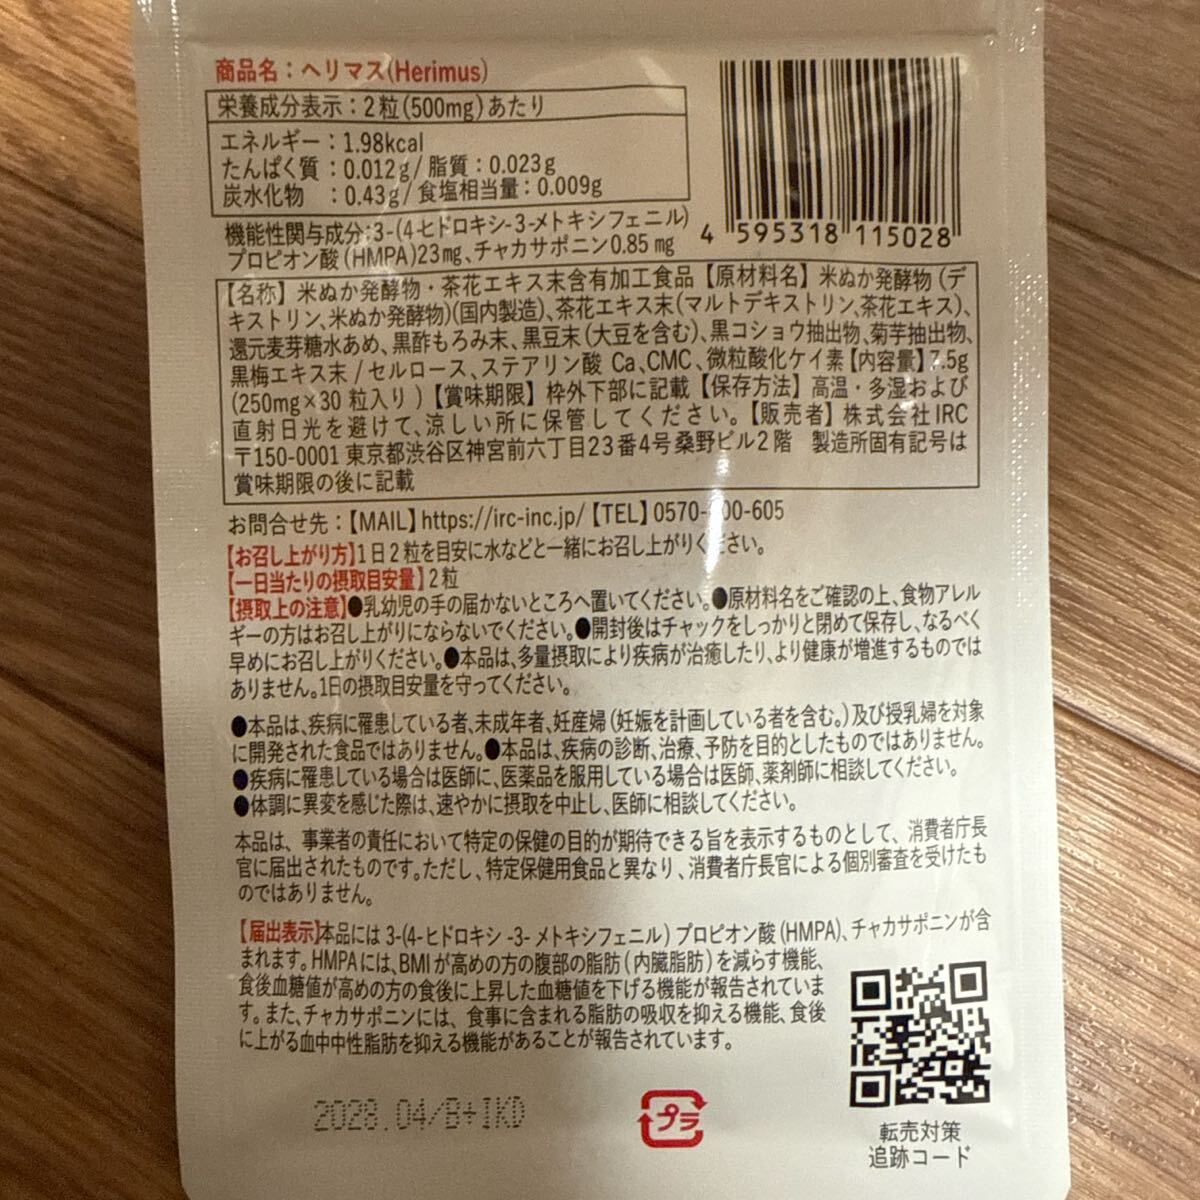 商品名:ヘリマス(Herimus)
栄養成分表示:2粒(500mg)あたり
エネルギー:1.98kcal
たんぱく質:0.012g/脂質:0.023g
炭水化物 :0.43g/食塩相当量:0.009g
機能性関与成分:3-(4-ヒドロキシ-3-メトキシフェニル)
プロピオン酸(HMPA)23mg、チャカサポニン0.85mg
4 595318 115028
【名称】米ぬか発酵物・茶花エキス末含有加工食品【原材料名】米ぬか発酵物(デ
キストリン、米ぬか発酵物)(国内製造)、茶花エキス末(マルトデキストリン、茶花エキス)、
還元麦芽糖水あめ、黒酢もろみ末、黒豆末(大豆を含む)、黒コショウ抽出物、菊芋抽出物、
黒梅エキス末/セルロース、ステアリン酸Ca、CMC、微粒酸化ケイ素【内容量】7.5g
(250mg×30粒入り)【賞味期限】枠外下部に記載【保存方法】高温・多湿および
直射日光を避けて、涼しい所に保管してください。【販売者】株式会社IRC
〒150-0001 東京都渋谷区神宮前六丁目23番4号桑野ビル2階 製造所固有記号は
賞味期限の後に記載
お問合せ先:【MAIL】https://irc-inc.jp/【TEL】0570- 00-605
【お召し上がり方】1日2粒を目安に水などと一緒にお召し上がりください。
【一日当たりの摂取目安量】2粒
【摂取上の注意】●乳幼児の手の届かないところへ置いてください。●原材料名をご確認の上、食物アレル
ギーの方はお召し上がりにならないでください。●開封後はチャックをしっかりと閉めて保存し、なるべく
早めにお召し上がりください。●本品は、多量摂取により疾病が治癒したり、より健康が増進するものでは
ありません。1日の摂取目安量を守ってください。
●本品は、疾病に罹患している者、未成年者、妊産婦(妊娠を計画している者を含む。)及び授乳婦を対象
に開発された食品ではありません。●本品は、疾病の診断、治療、予防を目的としたものではありません。
●疾病に罹患している場合は医師に、医薬品を服用している場合は医師、薬剤師に相談してください。
●体調に異変を感じた際は、速やかに摂取を中止し、医師に相談してください。
本品は、事業者の責任において特定の保健の目的が期待できる旨を表示するものとして、消費者庁長
官に届出されたものです。ただし、特定保健用食品と異なり、消費者庁長官による個別審査を受けたも
のではありません。
【届出表示】本品には3-(4-ヒドロキシ-3-メトキシフェニル)プロピオン酸(HMPA)、チャカサポニンが含
まれます。HMPAには、BMIが高めの方の腹部の脂肪(内臓脂肪)を減らす機能、
食後血糖値が高めの方の食後に上昇した血糖値を下げる機能が報告されていま
す。また、チャカサポニンには、食事に含まれる脂肪の吸収を抑える機能、食後
に上がる血中中性脂肪を抑える機能があることが報告されています。
2028.04/B+IKD
プラ
転売対策
追跡コード